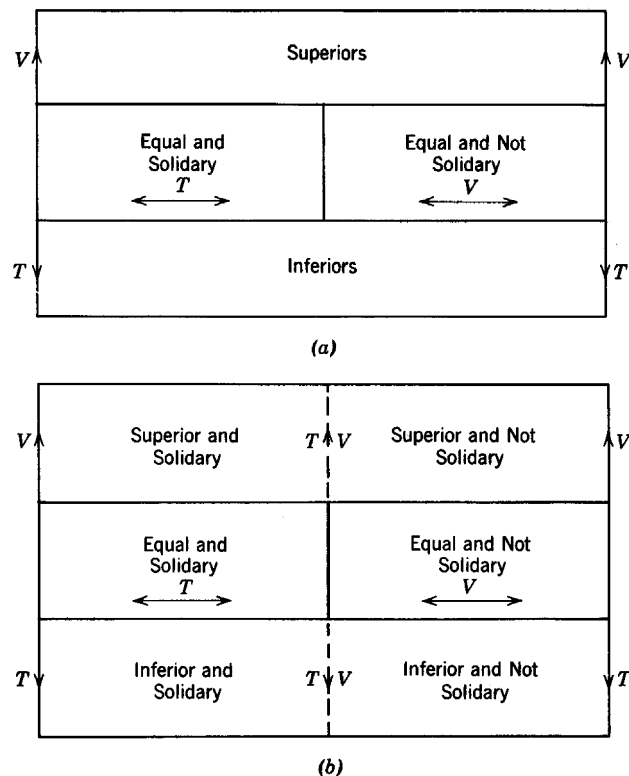 Superiors
V V
Equal and Equal and Not
Solidary Solidary
T V
Inferiors
T T
(a)
Superior and Superior and Not
V T V V
Solidary Solidary
Equal and Equal and Not
Solidary Solidary
T V
Inferior and Inferior and Not
T T V T
Solidary Solidary
(b)